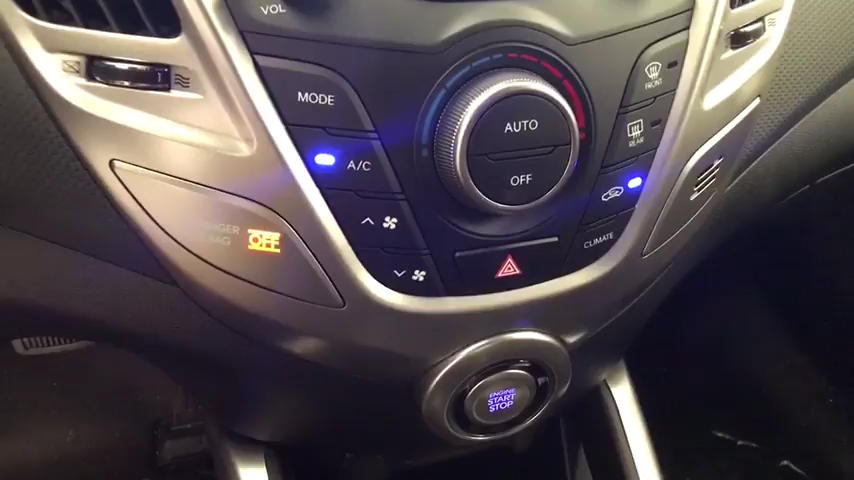 VOL
MODE
A/C
AUTO
OFF
FRONT
REAR
CLIMATE
OFF
ENGINE
START
STOP